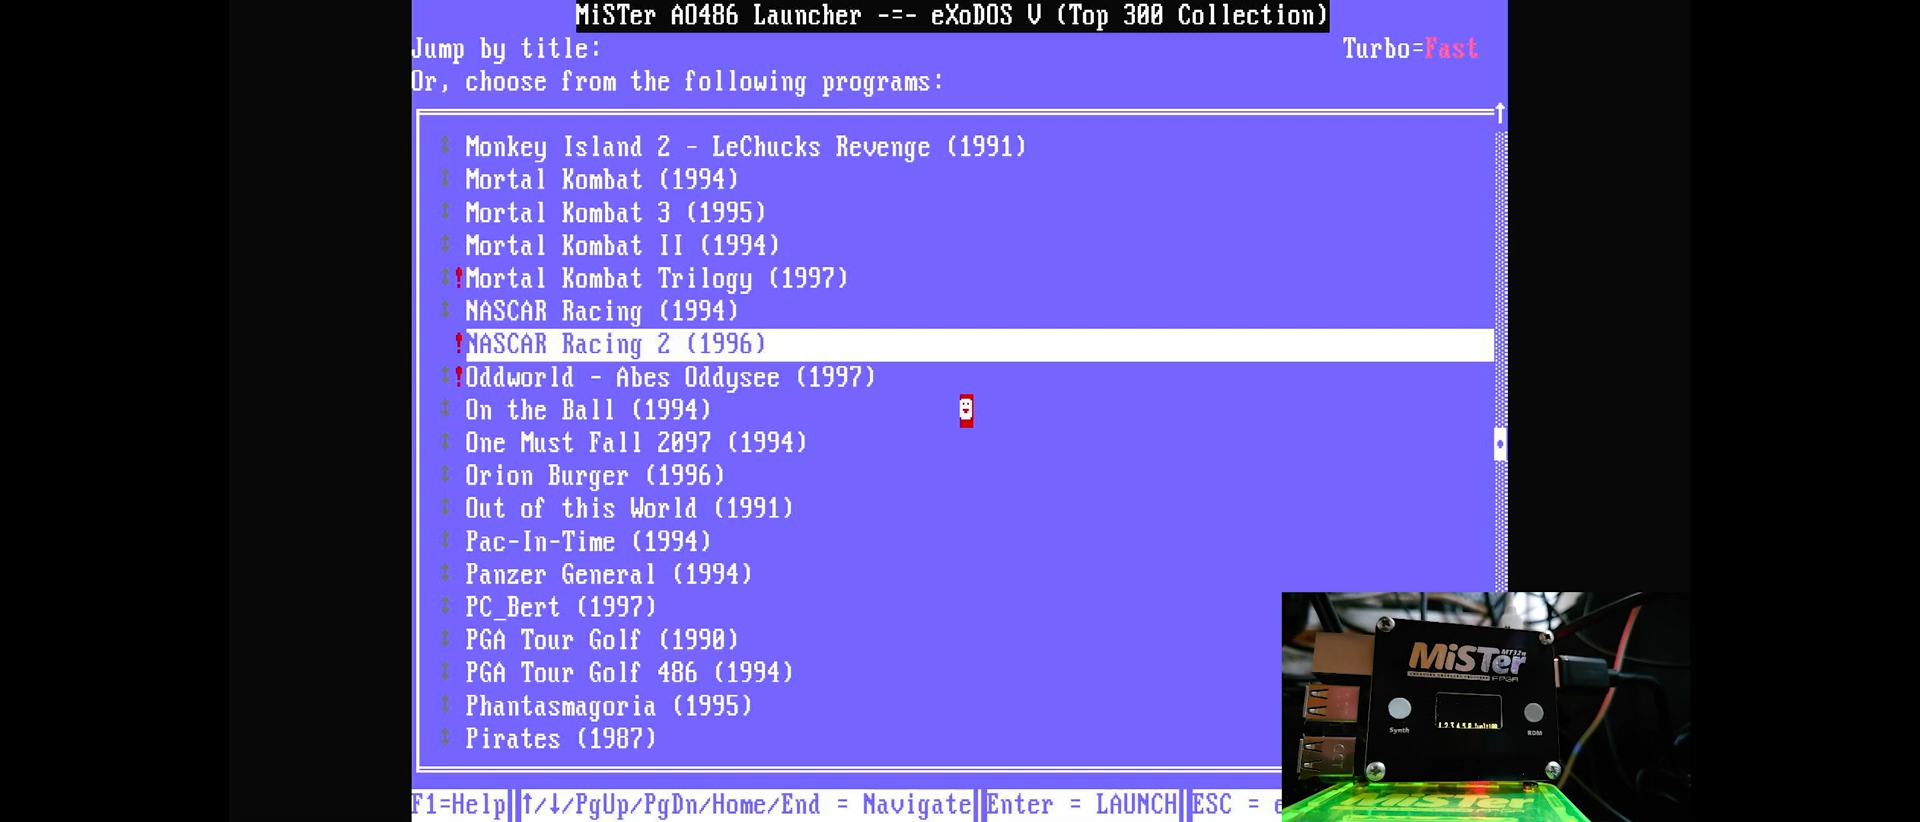 MiSTer AO486 Launcher -=- eXoDOS V (Top 300 Collection)
Jump by title: Turbo=Fast
Or, choose from the following programs:
Monkey Island 2 - LeChucks Revenge (1991)
Mortal Kombat (1994)
Mortal Kombat 3 (1995)
Mortal Kombat II (1994)
!Mortal Kombat Trilogy (1997)
NASCAR Racing (1994)
!NASCAR Racing 2 (1996)
!Oddworld - Abes Oddysee (1997)
On the Ball (1994)
One Must Fall 2097 (1994)
Orion Burger (1996)
Out of this World (1991)
Pac-In-Time (1994)
Panzer General (1994)
PC_Bert (1997)
PGA Tour Golf (1990)
PGA Tour Golf 486 (1994)
Phantasmagoria (1995)
Pirates (1987)
F1=Help ↑/↓/PgUp/PgDn/Home/End = Navigate Enter = LAUNCH ESC =
MiSTer
FPGA
Synth
ROM
MiSTer